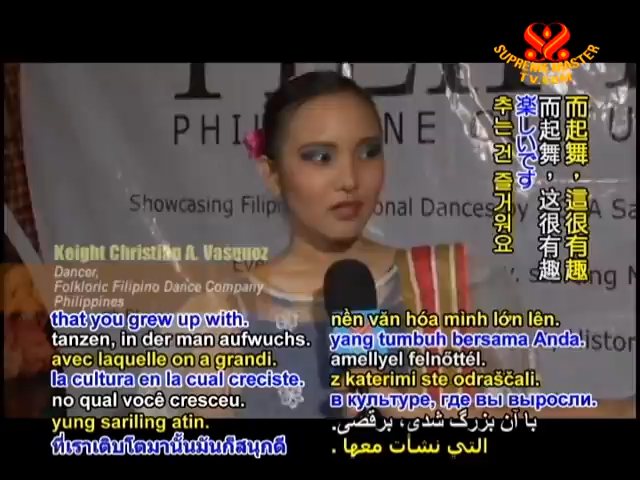 SUPREME MASTER
TV.COM
PHILIPPINE
Showcasing
Dances by
Keight Christina A. Vasquez
Dancer,
Folkloric Filipino Dance Company
Philippines
而起舞，這很有趣
而起舞，这很有趣
楽しいです
추는 건 즐거워요
that you grew up with.
tanzen, in der man aufwuchs.
avec laquelle on a grandi.
la cultura en la cual creciste.
no qual você cresceu.
yung sariling atin.
ที่เราเติบโตมานั้นมันก็สนุกดี
nền văn hóa mình lớn lên.
yang tumbuh bersama Anda.
amellyel felnőttél.
z katerimi ste odraščali.
в культуре, где вы выросли.
با آن بزرگ شدی، برقصی.
التي نشأت معها .